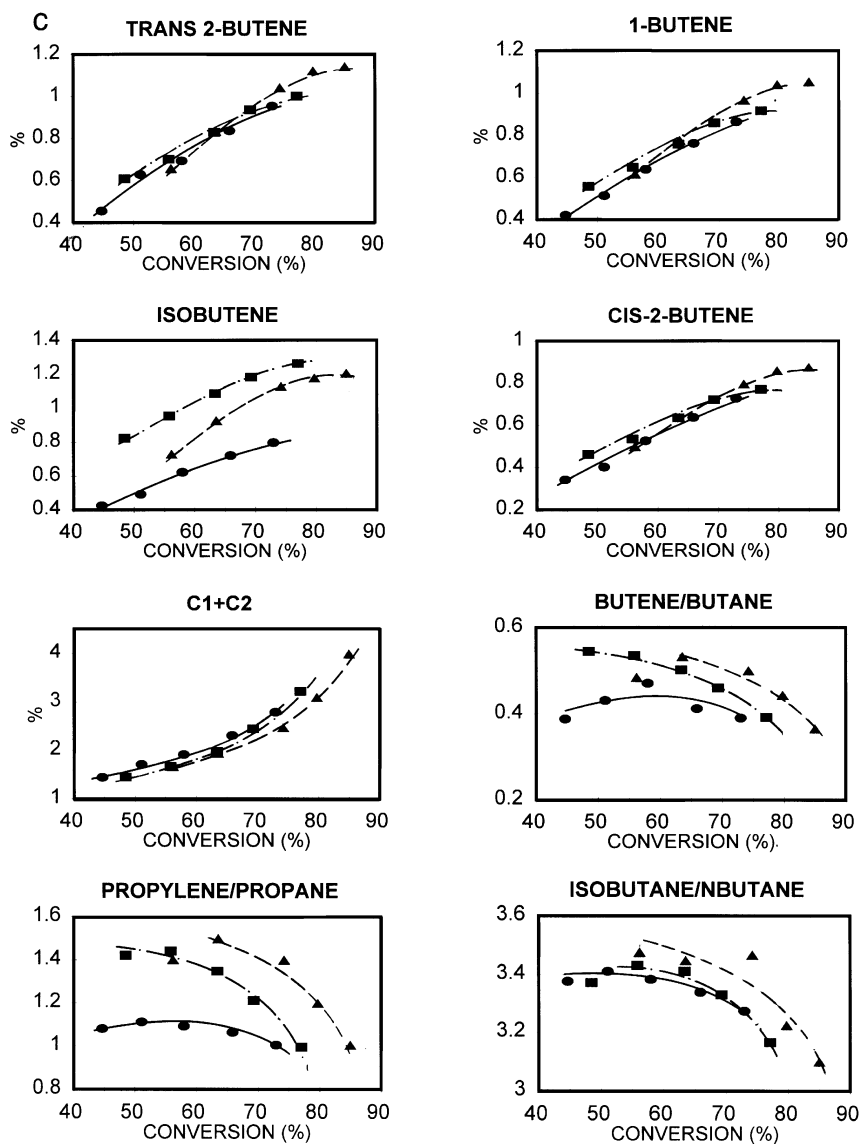 C
TRANS 2-BUTENE
1.2
1
0.8
0.6
0.4
%
40 50 60 70 80 90
CONVERSION (%)
1-BUTENE
1.2
1
0.8
0.6
0.4
%
40 50 60 70 80 90
CONVERSION (%)
ISOBUTENE
1.4
1.2
1
0.8
0.6
0.4
%
40 50 60 70 80 90
CONVERSION (%)
CIS-2-BUTENE
1
0.8
0.6
0.4
0.2
%
40 50 60 70 80 90
CONVERSION (%)
C1+C2
4
3
2
1
%
40 50 60 70 80 90
CONVERSION (%)
BUTENE/BUTANE
0.6
0.4
0.2
40 50 60 70 80 90
CONVERSION (%).
PROPYLENE/PROPANE
1.6
1.4
1.2
1
0.8
40 50 60 70 80 90
CONVERSION (%)
ISOBUTANE/NBUTANE
3.6
3.4
3.2
3
40 50 60 70 80 90
CONVERSION (%)